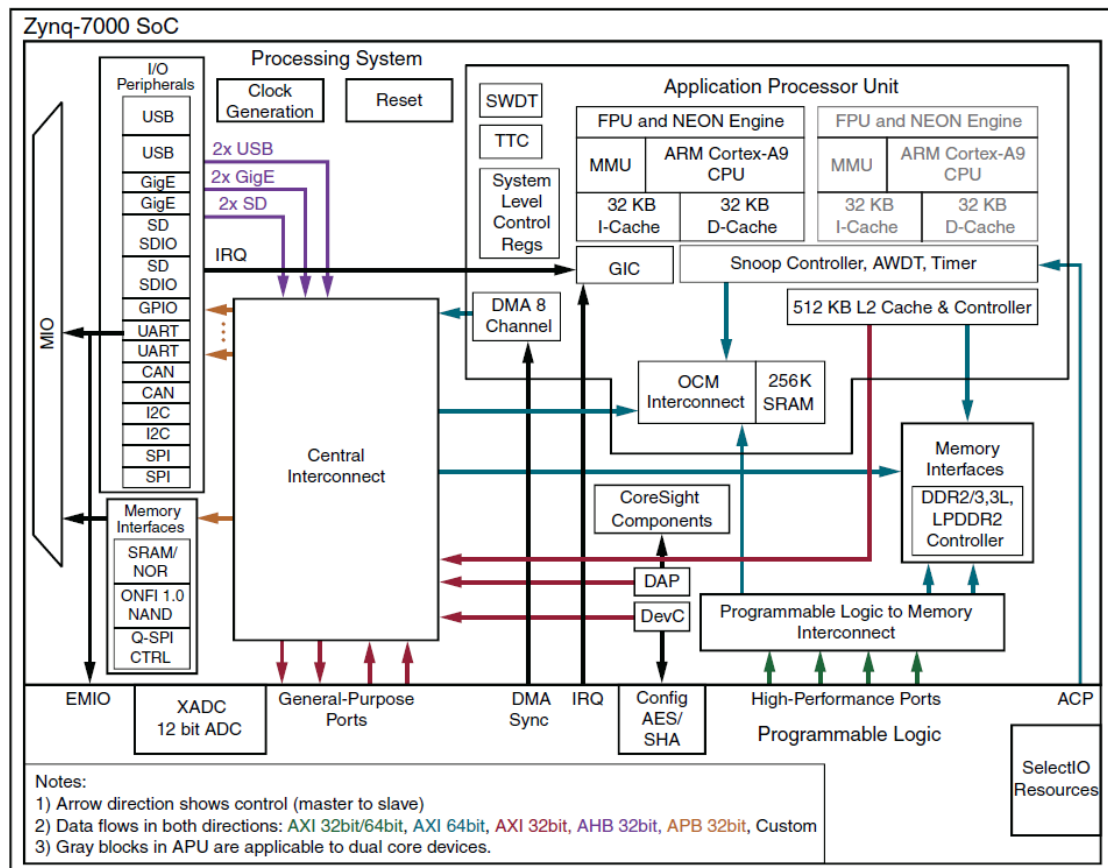 Zynq-7000 SoC
Processing System
I/O
Peripherals
USB
USB
GigE
GigE
SD
SDIO
SD
SDIO
GPIO
UART
UART
CAN
CAN
I2C
I2C
SPI
SPI
MIO
Clock
Generation
Reset
2x USB
2x GigE
2x SD
IRQ
Application Processor Unit
SWDT
TTC
System
Level
Control
Regs
FPU and NEON Engine
MMU
ARM Cortex-A9
CPU
32 KB
I-Cache
32 KB
D-Cache
FPU and NEON Engine
MMU
ARM Cortex-A9
CPU
32 KB
I-Cache
32 KB
D-Cache
GIC
Snoop Controller, AWDT, Timer
DMA 8
Channel
512 KB L2 Cache & Controller
OCM
Interconnect
256K
SRAM
Central
Interconnect
Memory
Interfaces
DDR2/3,3L,
LPDDR2
Controller
CoreSight
Components
DAP
DevC
Programmable Logic to Memory
Interconnect
Memory
Interfaces
SRAM/
NOR
ONFI 1.0
NAND
Q-SPI
CTRL
EMIO
XADC
12 bit ADC
General-Purpose
Ports
DMA
Sync
IRQ
Config
AES/
SHA
High-Performance Ports
ACP
Programmable Logic
SelectIO
Resources
Notes:
1) Arrow direction shows control (master to slave)
2) Data flows in both directions: AXI 32bit/64bit, AXI 64bit, AXI 32bit, AHB 32bit, APB 32bit, Custom
3) Gray blocks in APU are applicable to dual core devices.